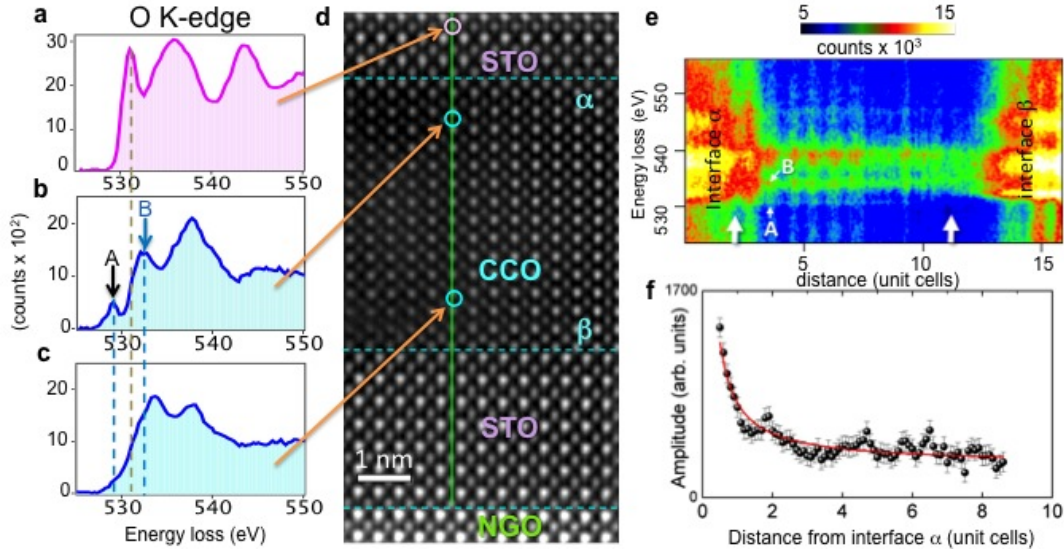 a
O K-edge
30
20
10
0
530
540
550
b
A
B
20
10
0
530
540
550
(counts x 10²)
c
20
10
0
530
540
550
Energy loss (eV)
d
STO
α
CCO
β
STO
1 nm
NGO
e
5
10
counts x 10³
Energy loss (eV)
550
540
530
Interface α
interface β
B
A
5
10
15
distance (unit cells)
f
1700
0
Amplitude (arb. units)
0
2
4
6
8
10
Distance from interface α (unit cells)